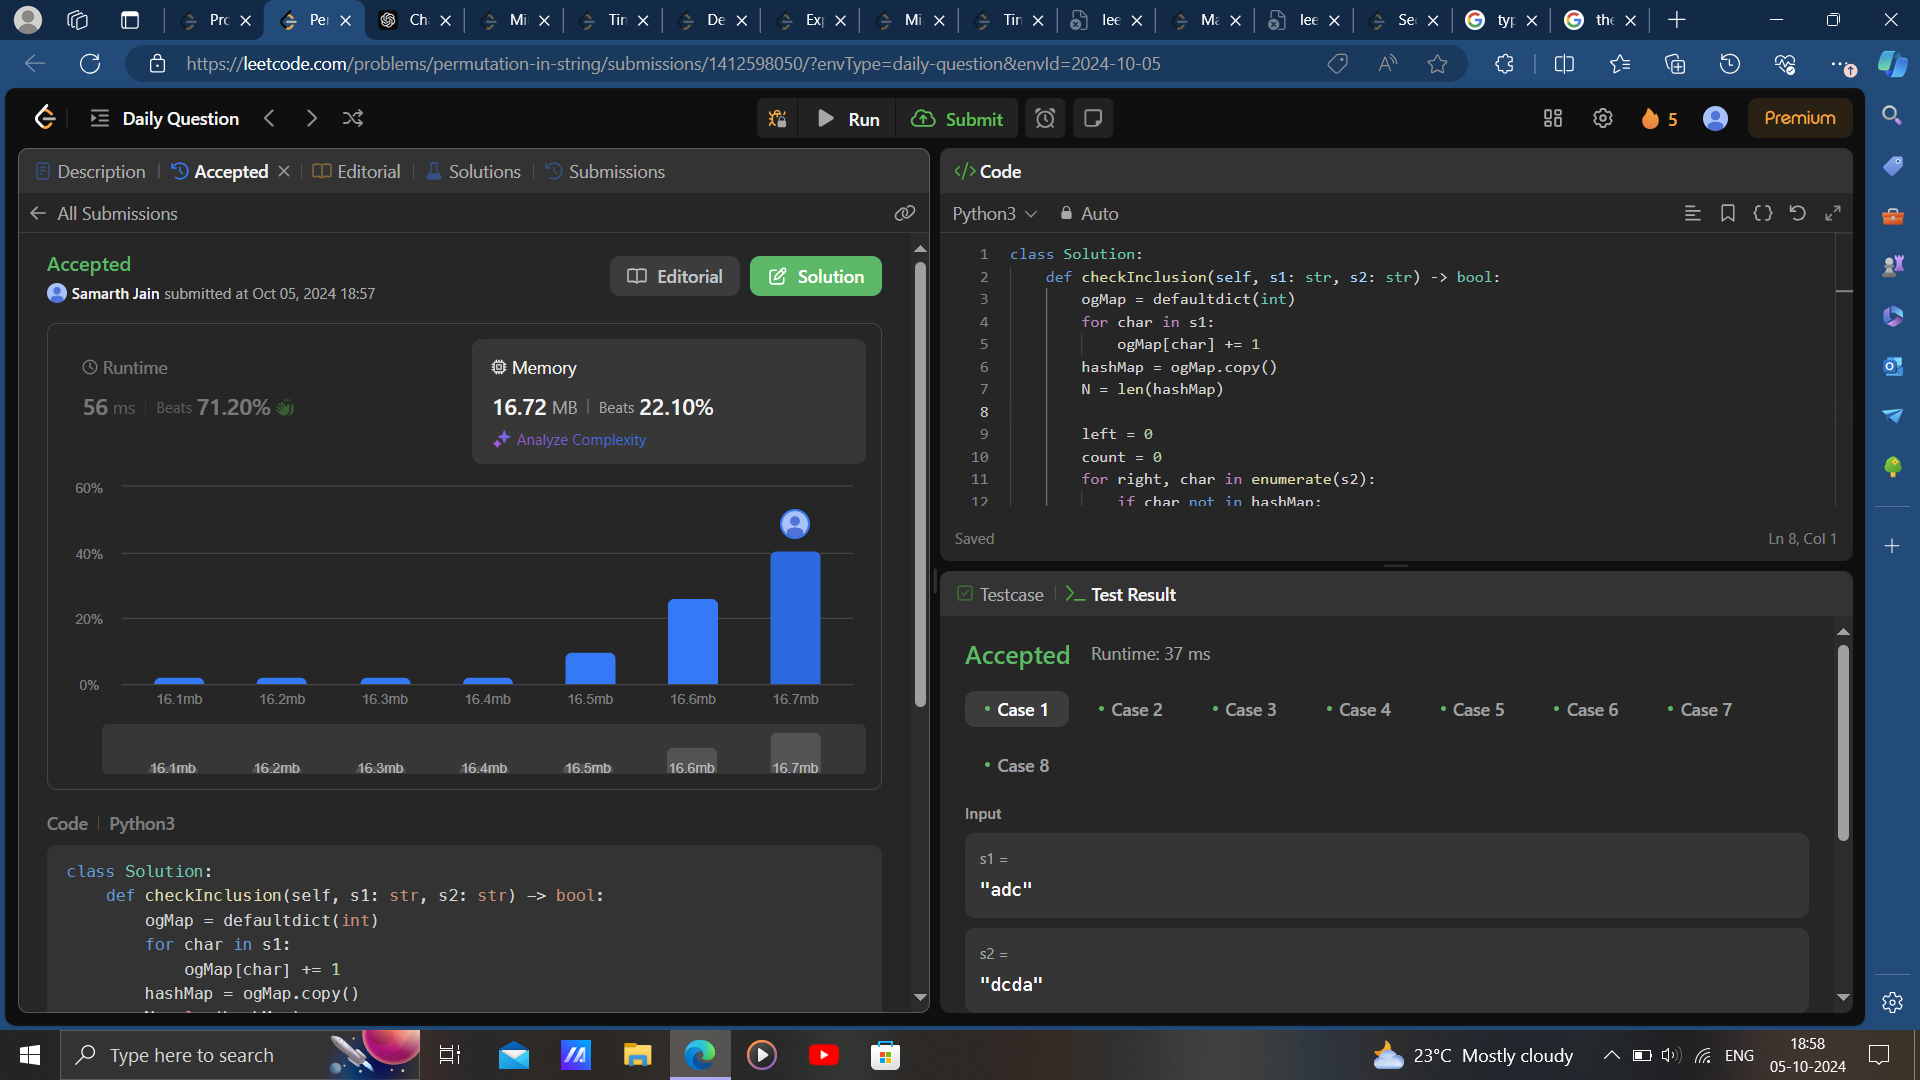 Pro
Per
Ch
Mi
Tin
De
Exp
Mi
Tin
lee
Ma
lee
Se
typ
the
https://leetcode.com/problems/permutation-in-string/submissions/1412598050/?envType=daily-question&envId=2024-10-05
Daily Question
Run
Submit
5
Premium
Description
Accepted
Editorial
Solutions
Submissions
All Submissions
Accepted
Samarth Jain submitted at Oct 05, 2024 18:57
Editorial
Solution
Runtime
56 ms | Beats 71.20%
Memory
16.72 MB | Beats 22.10%
Analyze Complexity
60%
40%
20%
0%
16.1mb 16.2mb 16.3mb 16.4mb 16.5mb 16.6mb 16.7mb
16.1mb 16.2mb 16.3mb 16.4mb 16.5mb 16.6mb 16.7mb
Code | Python3
class Solution:
def checkInclusion(self, s1: str, s2: str) -> bool:
ogMap = defaultdict(int)
for char in s1:
ogMap[char] += 1
hashMap = ogMap.copy()
</> Code
Python3
Auto
1 class Solution:
2 def checkInclusion(self, s1: str, s2: str) -> bool:
3 ogMap = defaultdict(int)
4 for char in s1:
5 ogMap[char] += 1
6 hashMap = ogMap.copy()
7 N = len(hashMap)
8
9 left = 0
10 count = 0
11 for right, char in enumerate(s2):
12 if char not in hashMap:
Saved
Ln 8, Col 1
Testcase
Test Result
Accepted Runtime: 37 ms
Case 1
Case 2
Case 3
Case 4
Case 5
Case 6
Case 7
Case 8
Input
s1 =
"adc"
s2 =
"dcda"
Type here to search
23°C Mostly cloudy
ENG
18:58
05-10-2024